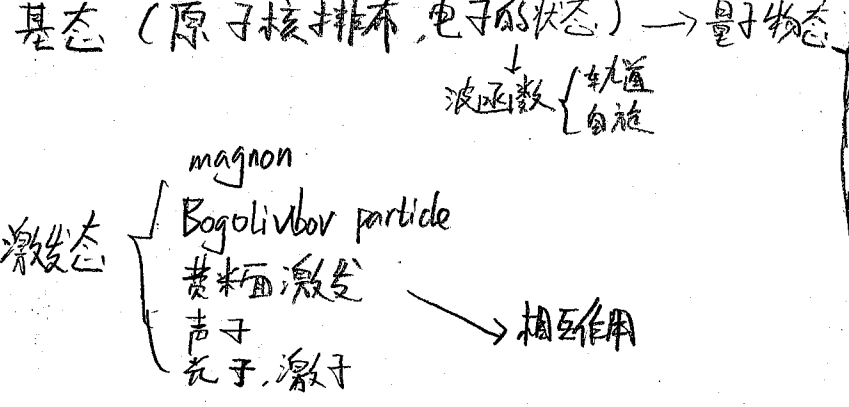 基态(原子核排布,电子的状态)→量子物态
↓
波函数{轨道
自旋
激发态{magnon
Bogoliubov particle
费米面激发
→相互作用
声子
光子,激子